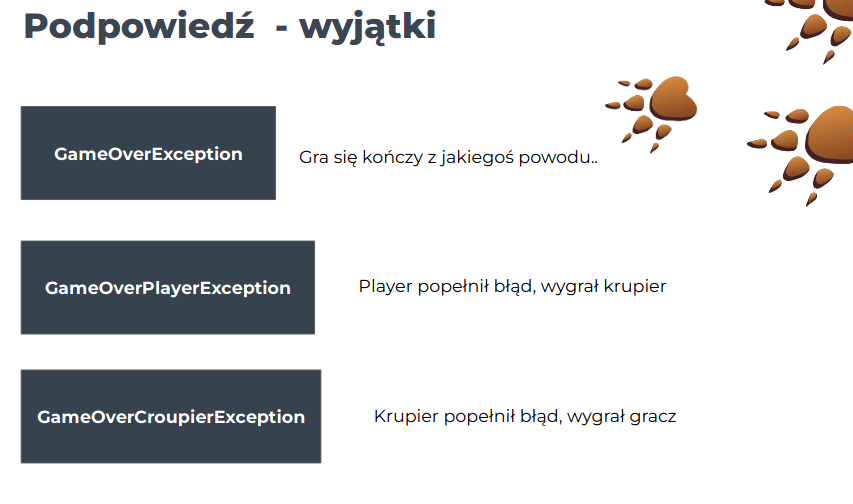 Podpowiedź - wyjątki
GameOverException
Gra się kończy z jakiegoś powodu..
GameOverPlayerException
Player popełnił błąd, wygrał krupier
GameOverCroupierException
Krupier popełnił błąd, wygrał gracz